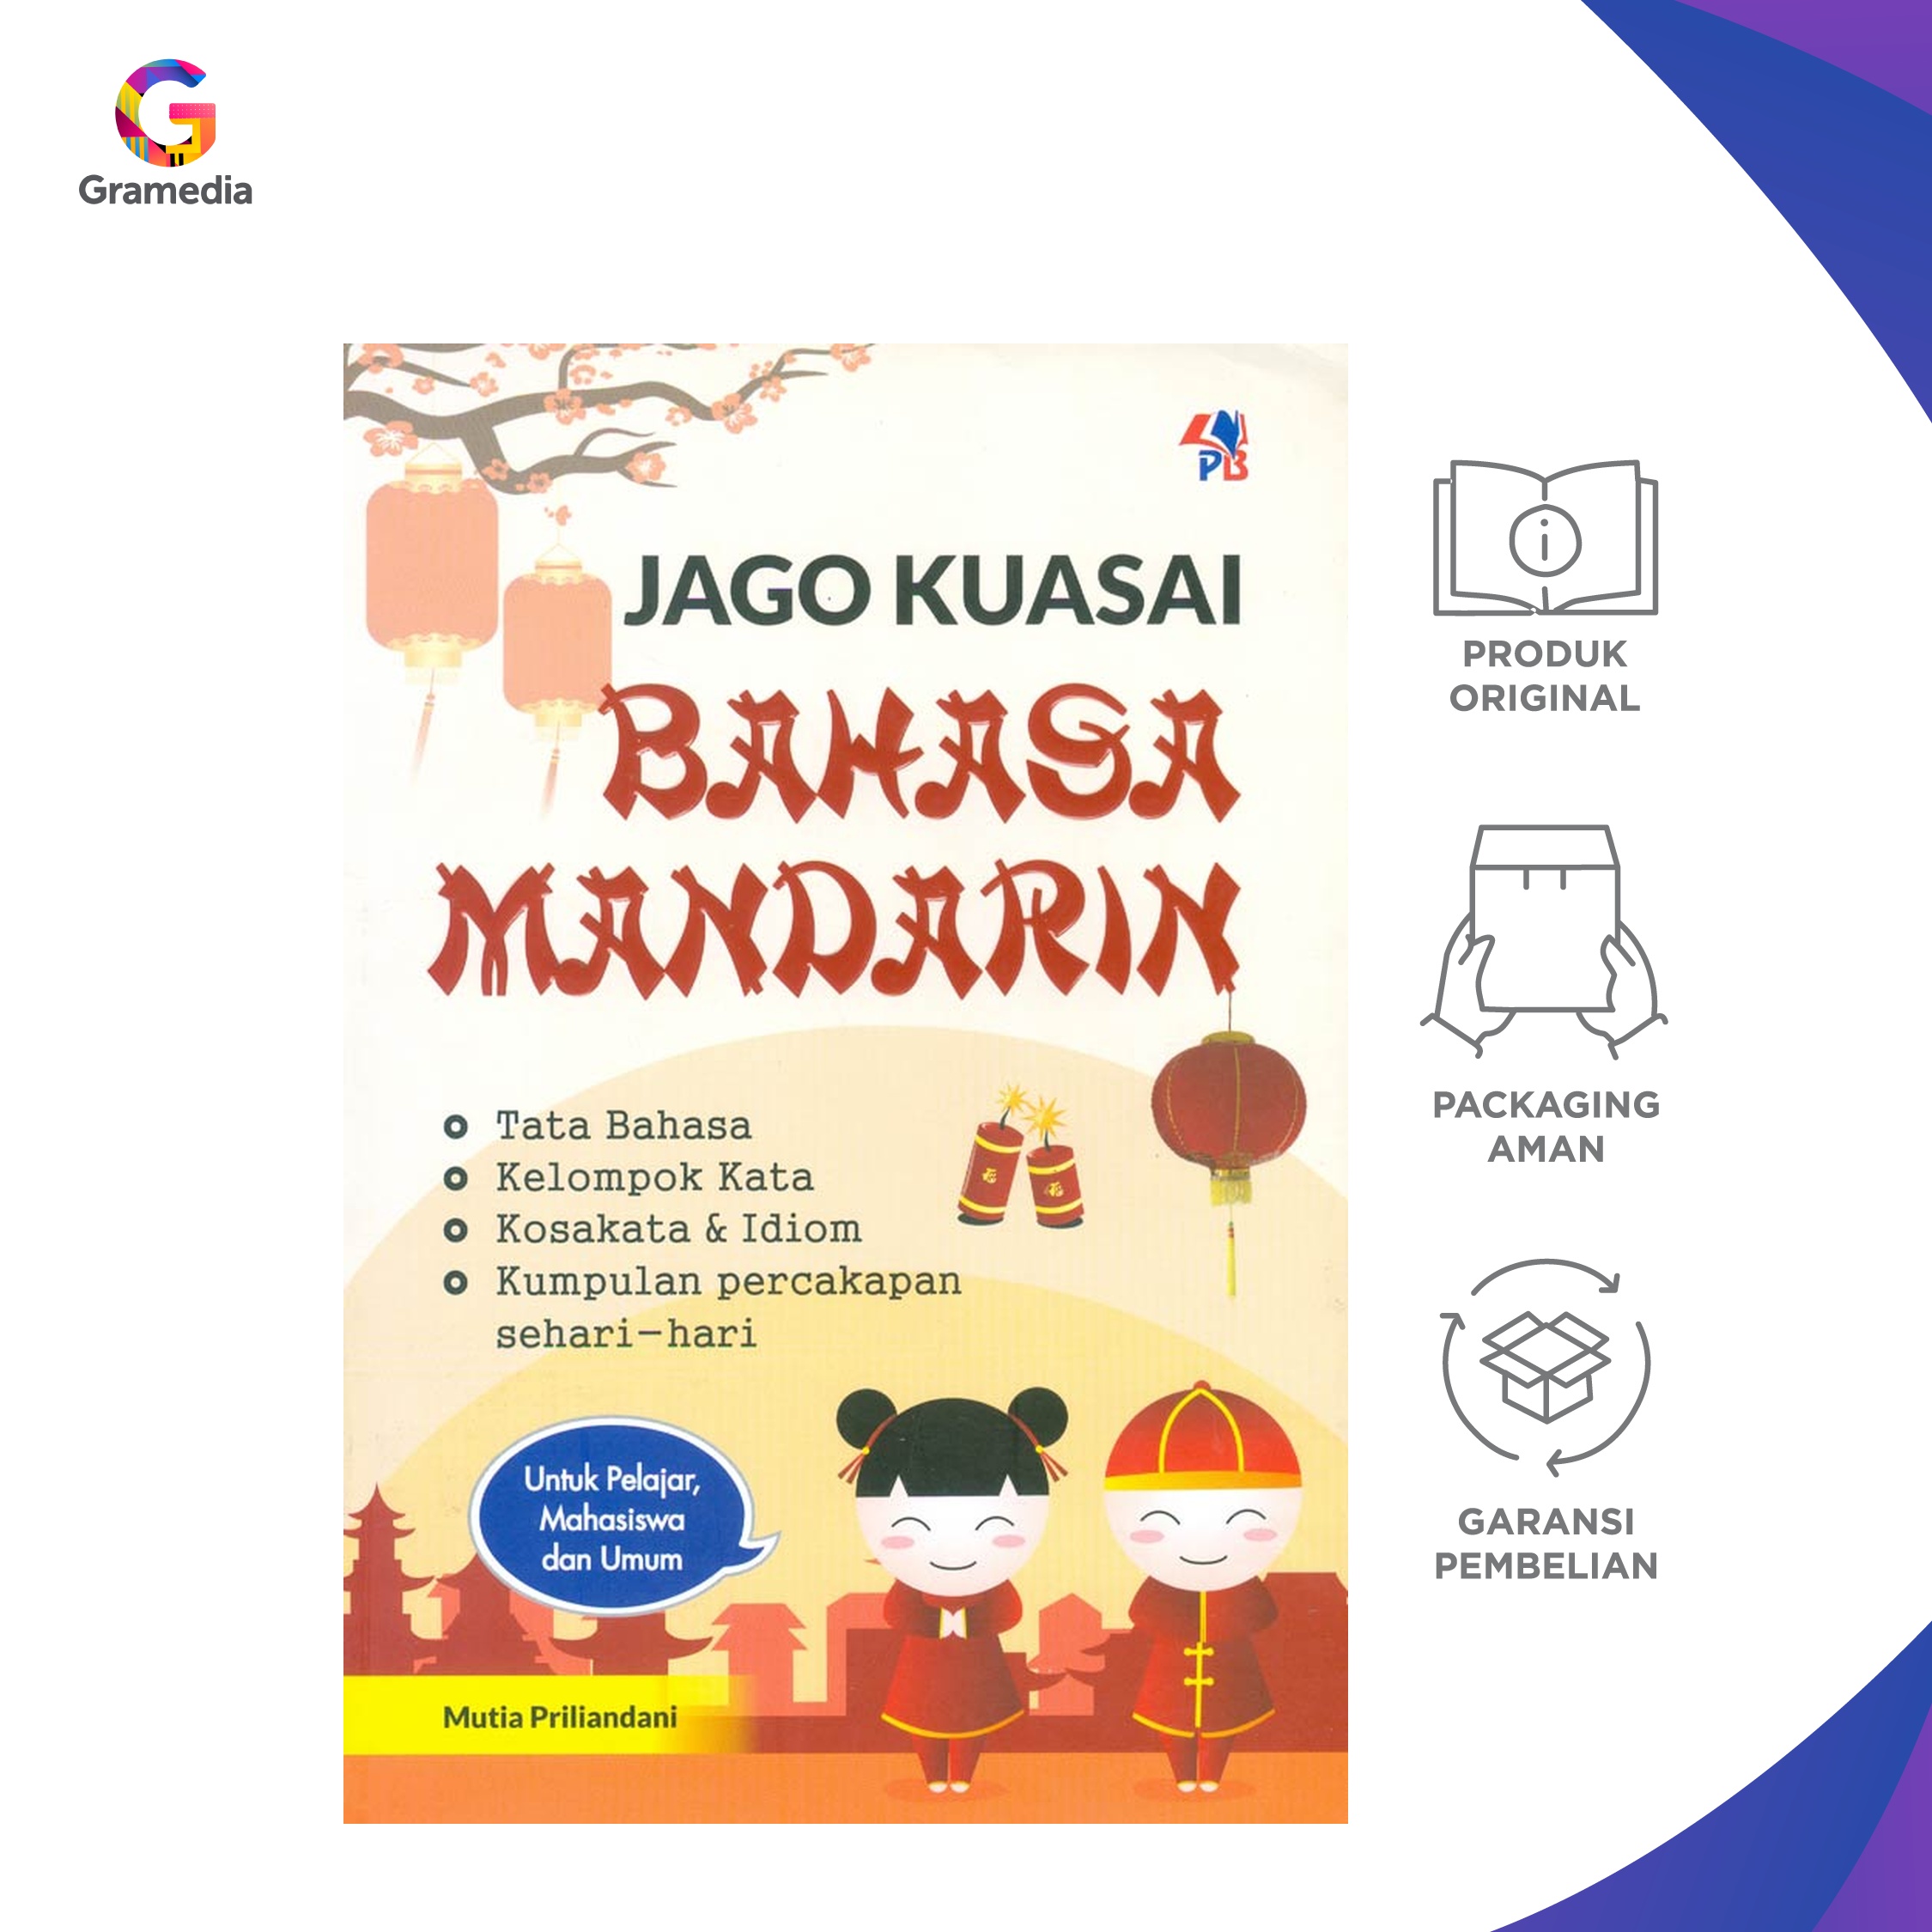 Gramedia
PB
JAGO KUASAI
BAHASA
MANDARIN
Tata Bahasa
Kelompok Kata
Kosakata & Idiom
Kumpulan percakapan
sehari-hari
Untuk Pelajar,
Mahasiswa
dan Umum
Mutia Priliandani
PRODUK
ORIGINAL
PACKAGING
AMAN
GARANSI
PEMBELIAN